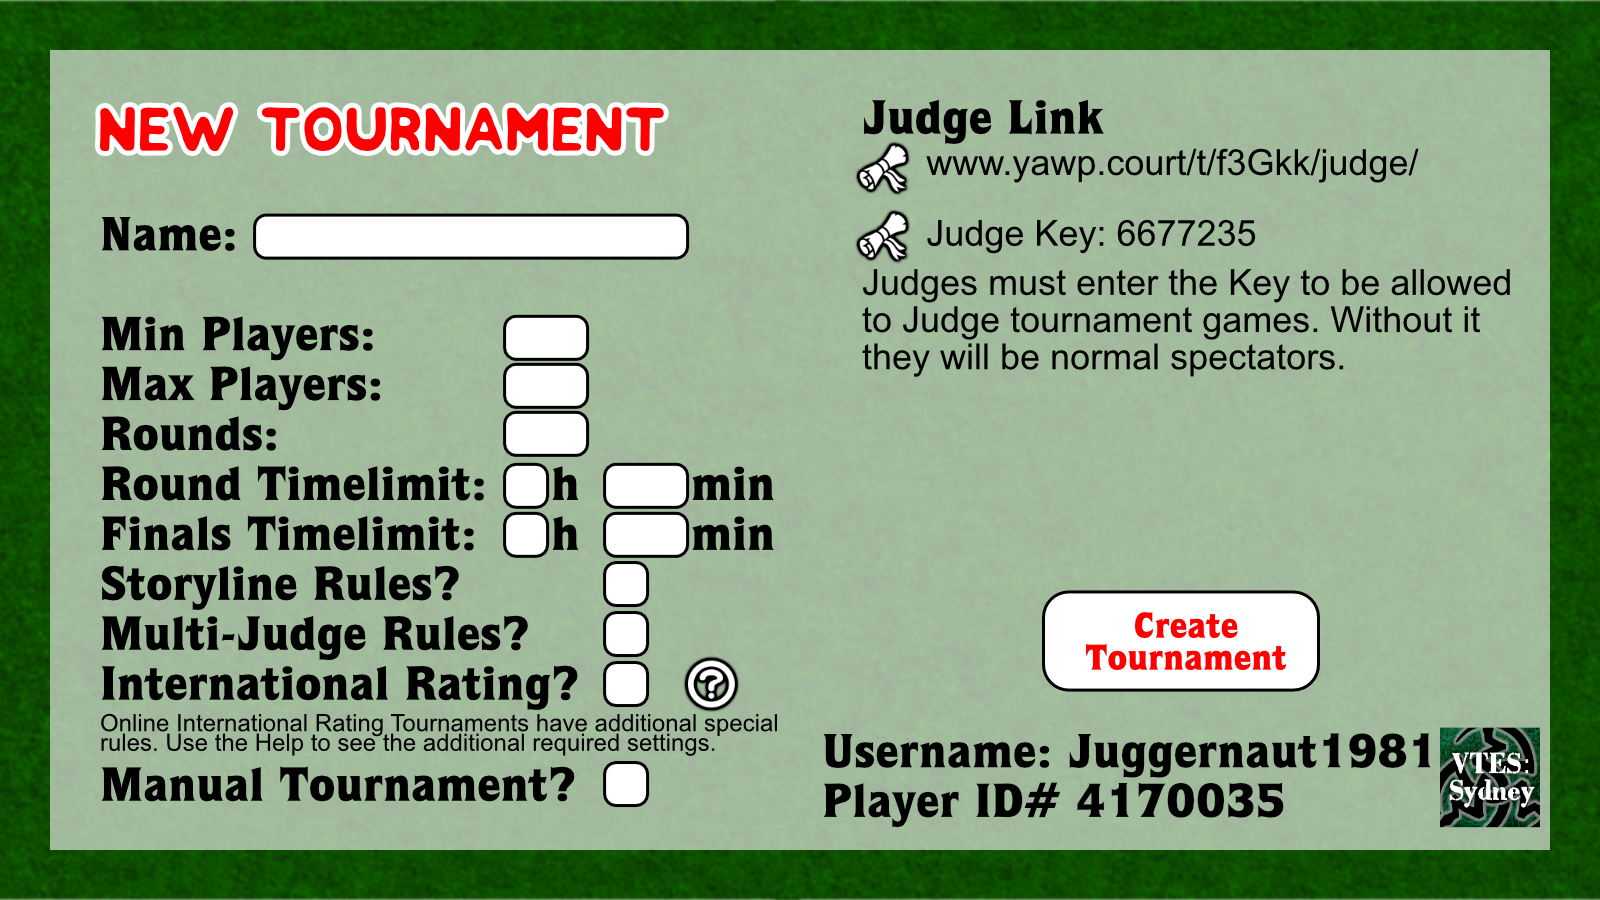 NEW TOURNAMENT
Name:
Min Players:
Max Players:
Rounds:
Round Timelimit: h min
Finals Timelimit: h min
Storyline Rules?
Multi-Judge Rules?
International Rating? ?
Online International Rating Tournaments have additional special
rules. Use the Help to see the additional required settings.
Manual Tournament?
Judge Link
www.yawp.court/t/f3Gkk/judge/
Judge Key: 6677235
Judges must enter the Key to be allowed
to Judge tournament games. Without it
they will be normal spectators.
Create
Tournament
Username: Juggernaut1981
Player ID# 4170035
VTES:
Sydney